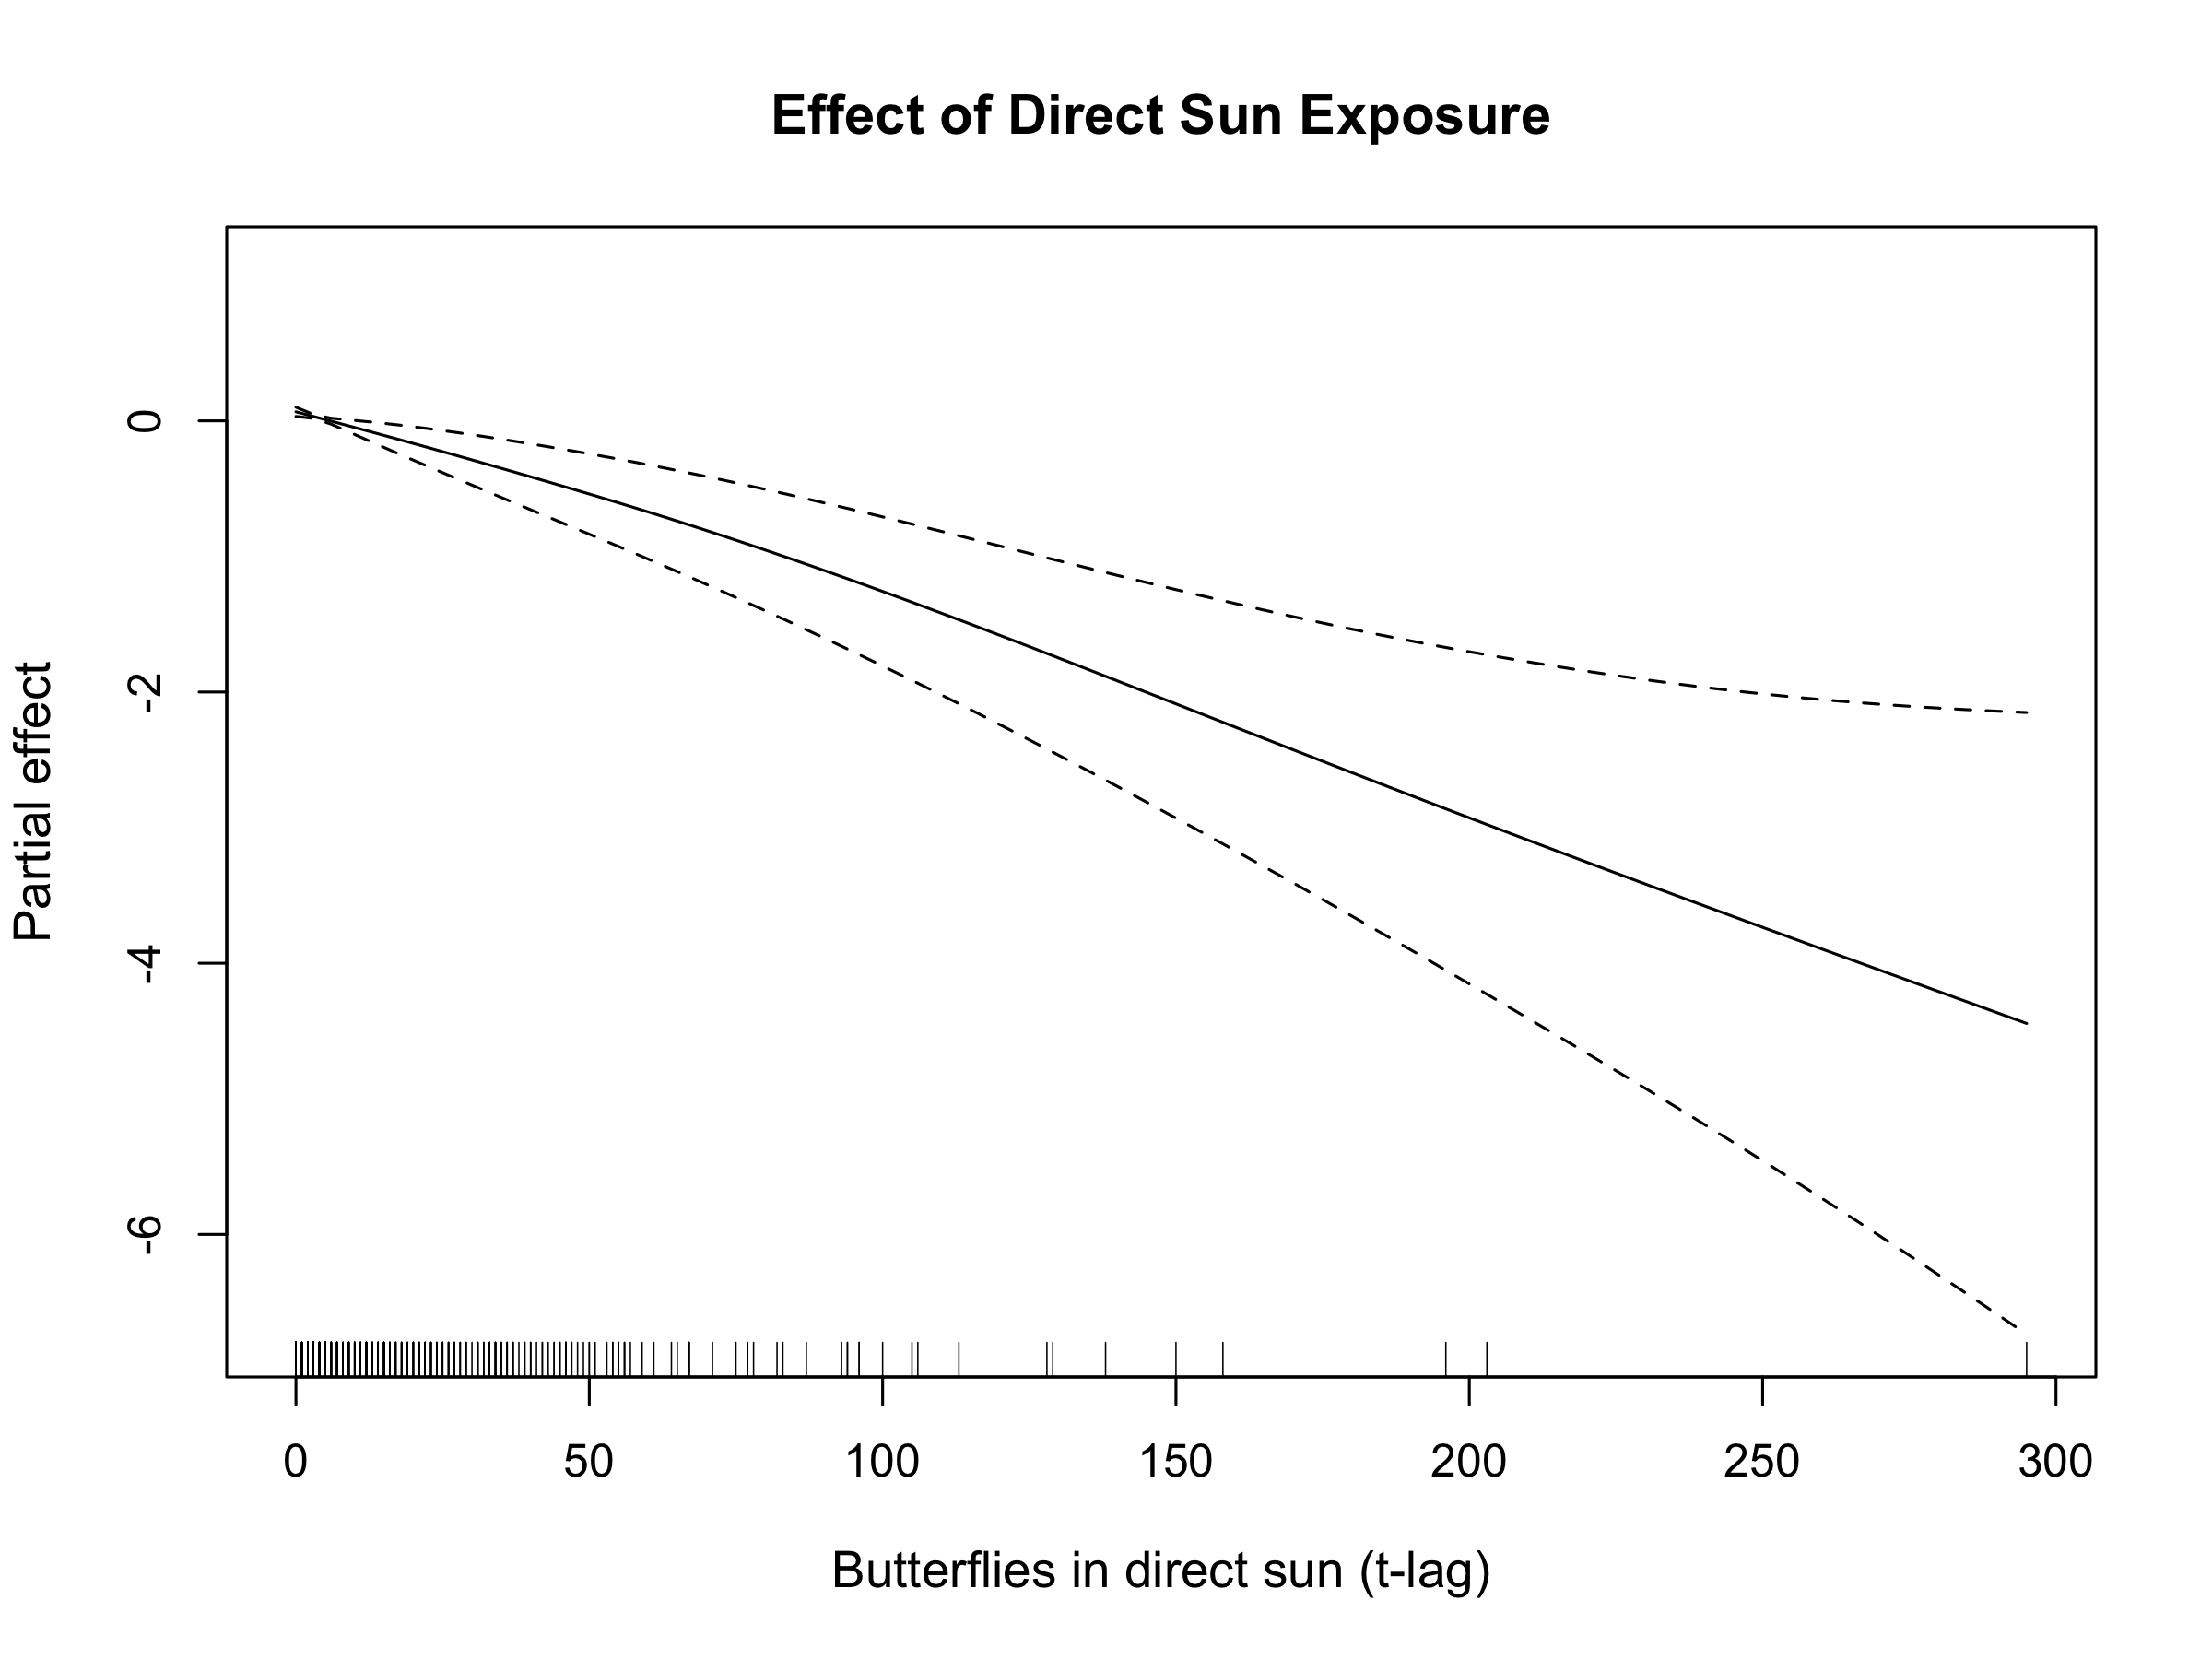 Effect of Direct Sun Exposure
Partial effect
0
-2
-4
-6
0 50 100 150 200 250 300
Butterflies in direct sun (t-lag)